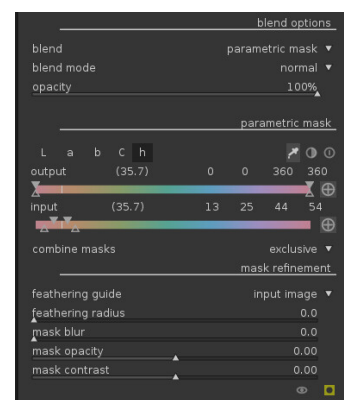 blend options
blend parametric mask
blend mode normal
opacity 100%
parametric mask
L a b C h
output (35.7) 0 0 360 360
input (35.7) 13 25 44 54
combine masks exclusive
mask refinement
feathering guide input image
feathering radius 0.0
mask blur 0.0
mask opacity 0.00
mask contrast 0.00